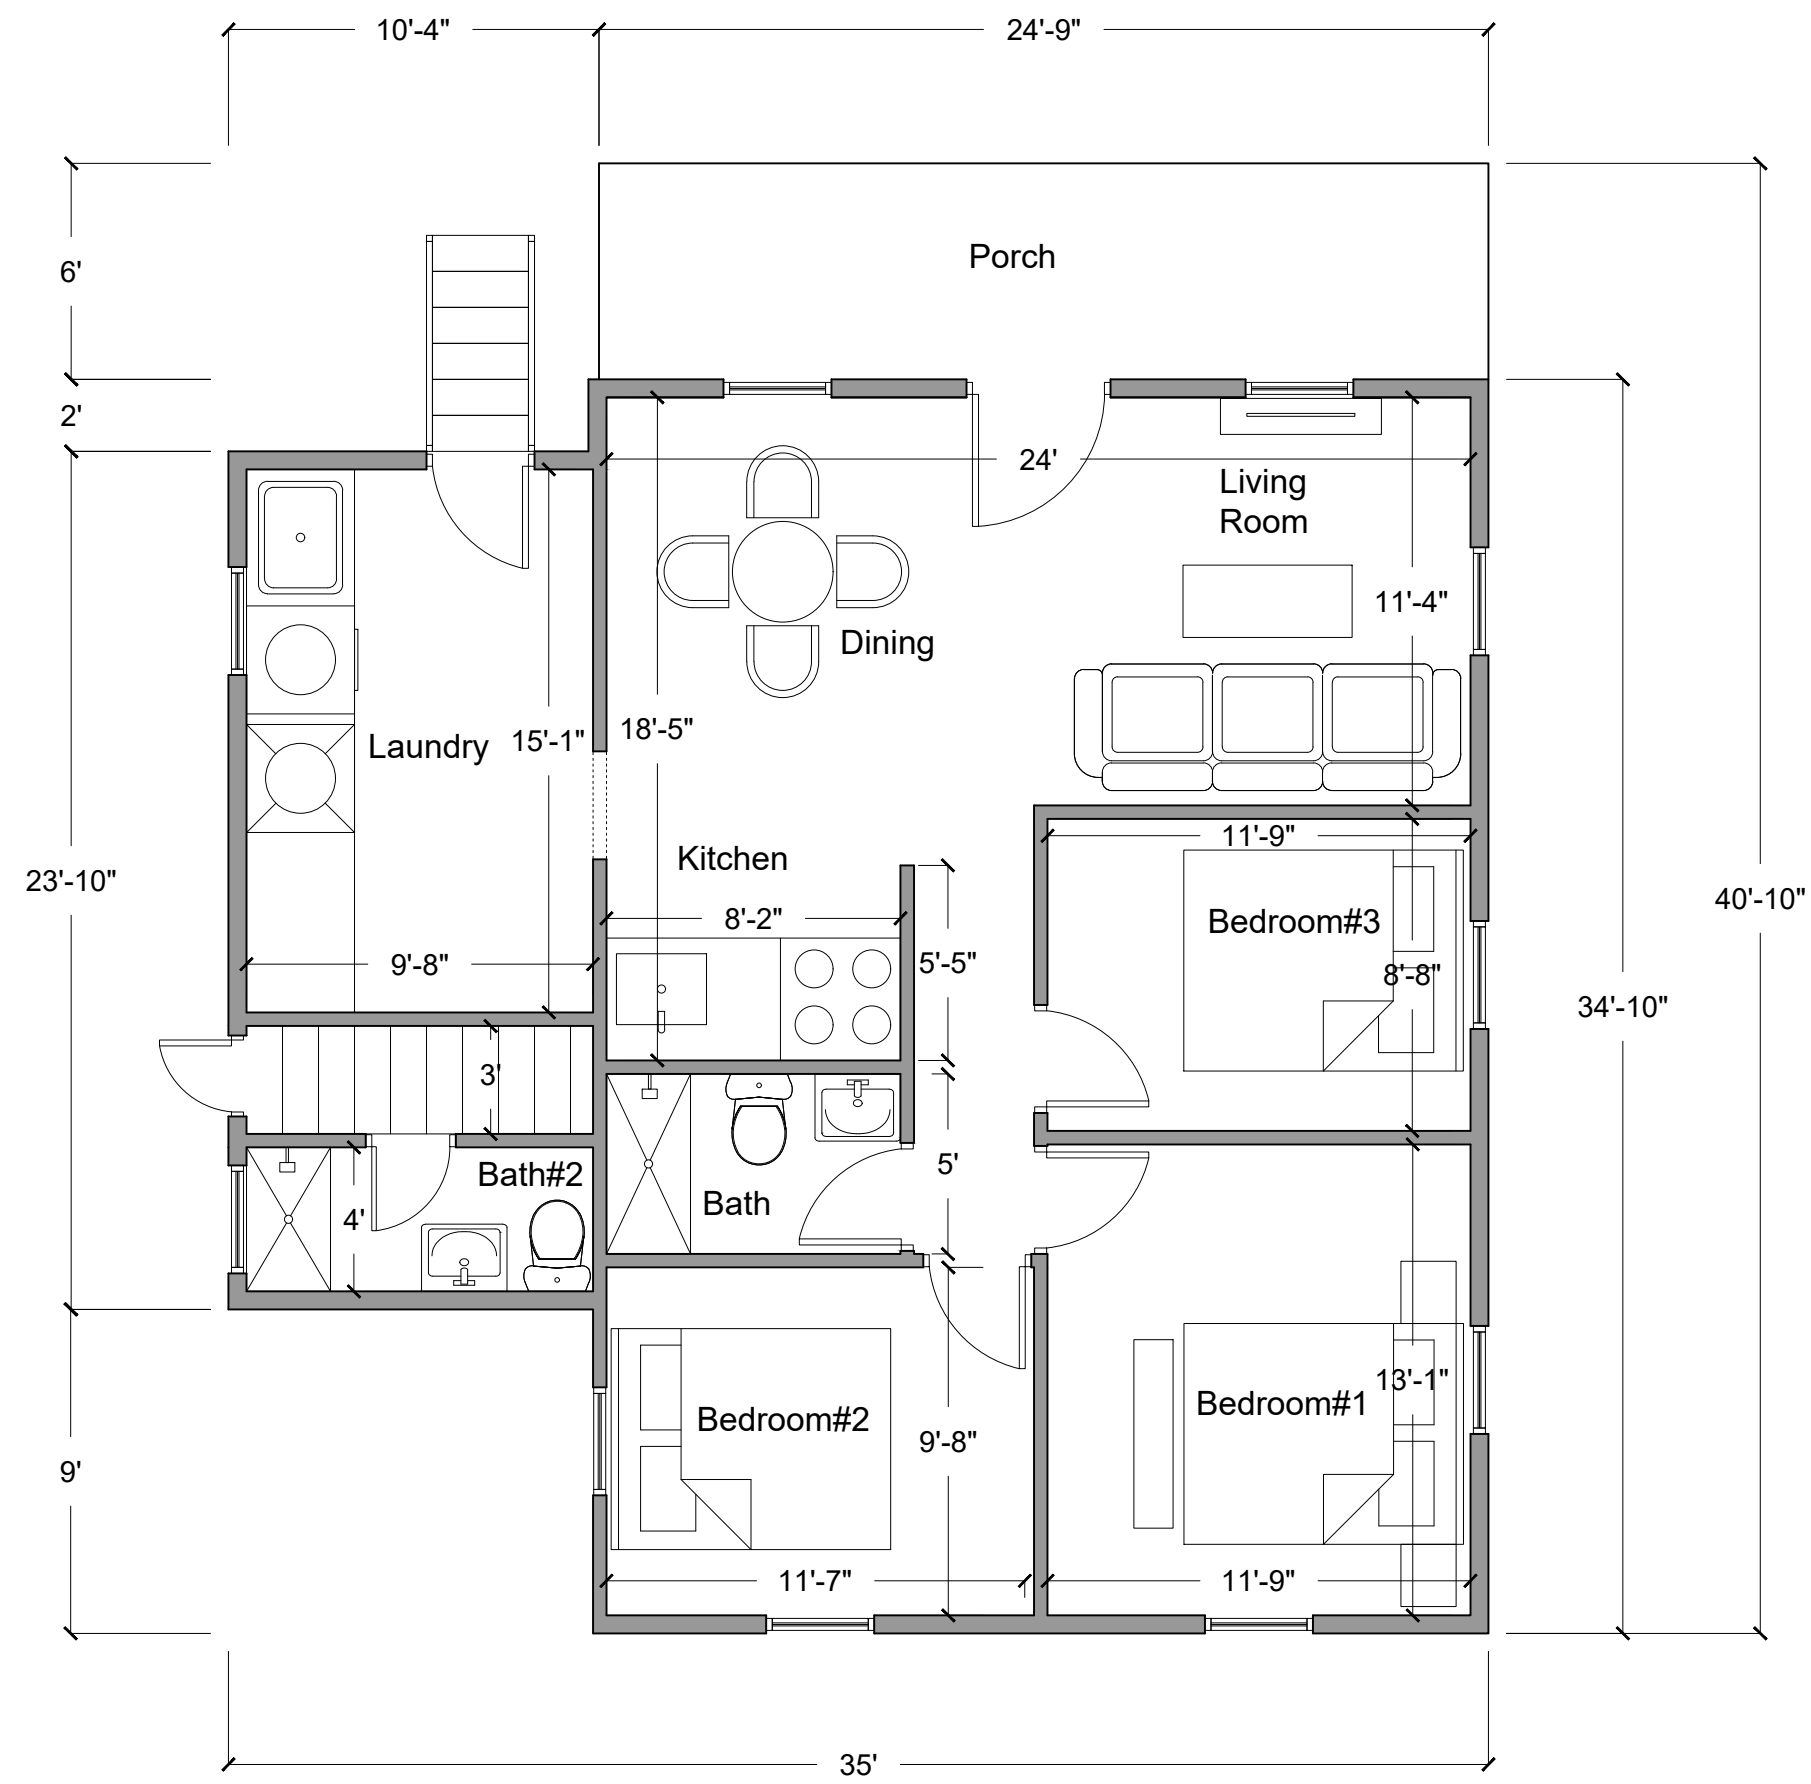 10'-4"
24'-9"
Porch
6'
2'
24'
Living
Room
11'-4"
Dining
18'-5"
15'-1"
Laundry
11'-9"
Kitchen
23'-10"
40'-10"
8'-2"
Bedroom#3
9'-8"
5'-5"
8'-8"
34'-10"
3'
5'
Bath#2
Bath
4'
13'-1"
Bedroom#1
Bedroom#2
9'-8"
9'
11'-7"
11'-9"
35'